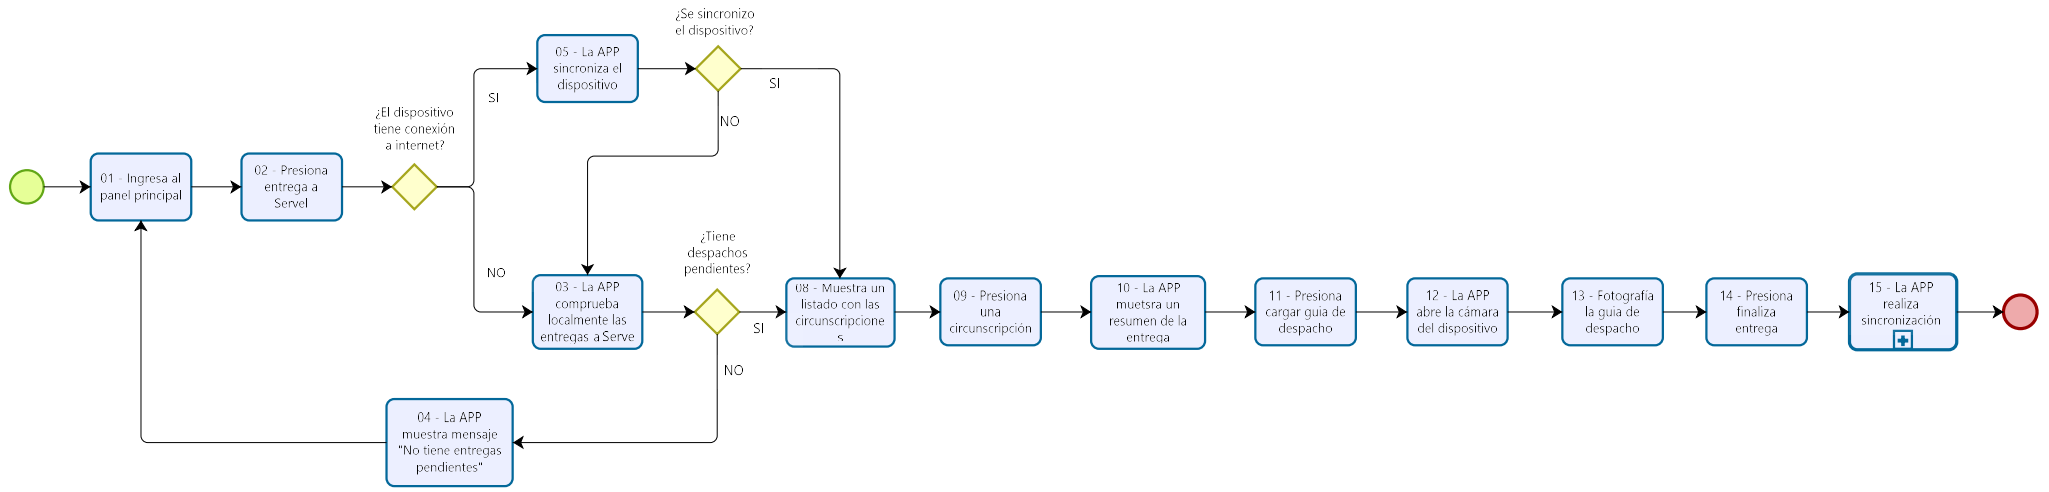 ¿Se sincronizo
el dispositivo?
05 - La APP
sincroniza el
dispositivo
SI
SI
¿El dispositivo
tiene conexión
a internet?
NO
01 - Ingresa al
panel principal
02 - Presiona
entrega a
Servel
¿Tiene
despachos
pendientes?
NO
03 - La APP
comprueba
localmente las
entregas a Serve
SI
08 - Muestra un
listado con las
circunscripcione
s
09 - Presiona
una
circunscripción
10 - La APP
muetsra un
resumen de la
entrega
11 - Presiona
cargar guia de
despacho
12 - La APP
abre la cámara
del dispositivo
13 - Fotografía
la guia de
despacho
14 - Presiona
finaliza
entrega
15 - La APP
realiza
sincronización
NO
04 - La APP
muestra mensaje
"No tiene entregas
pendientes"